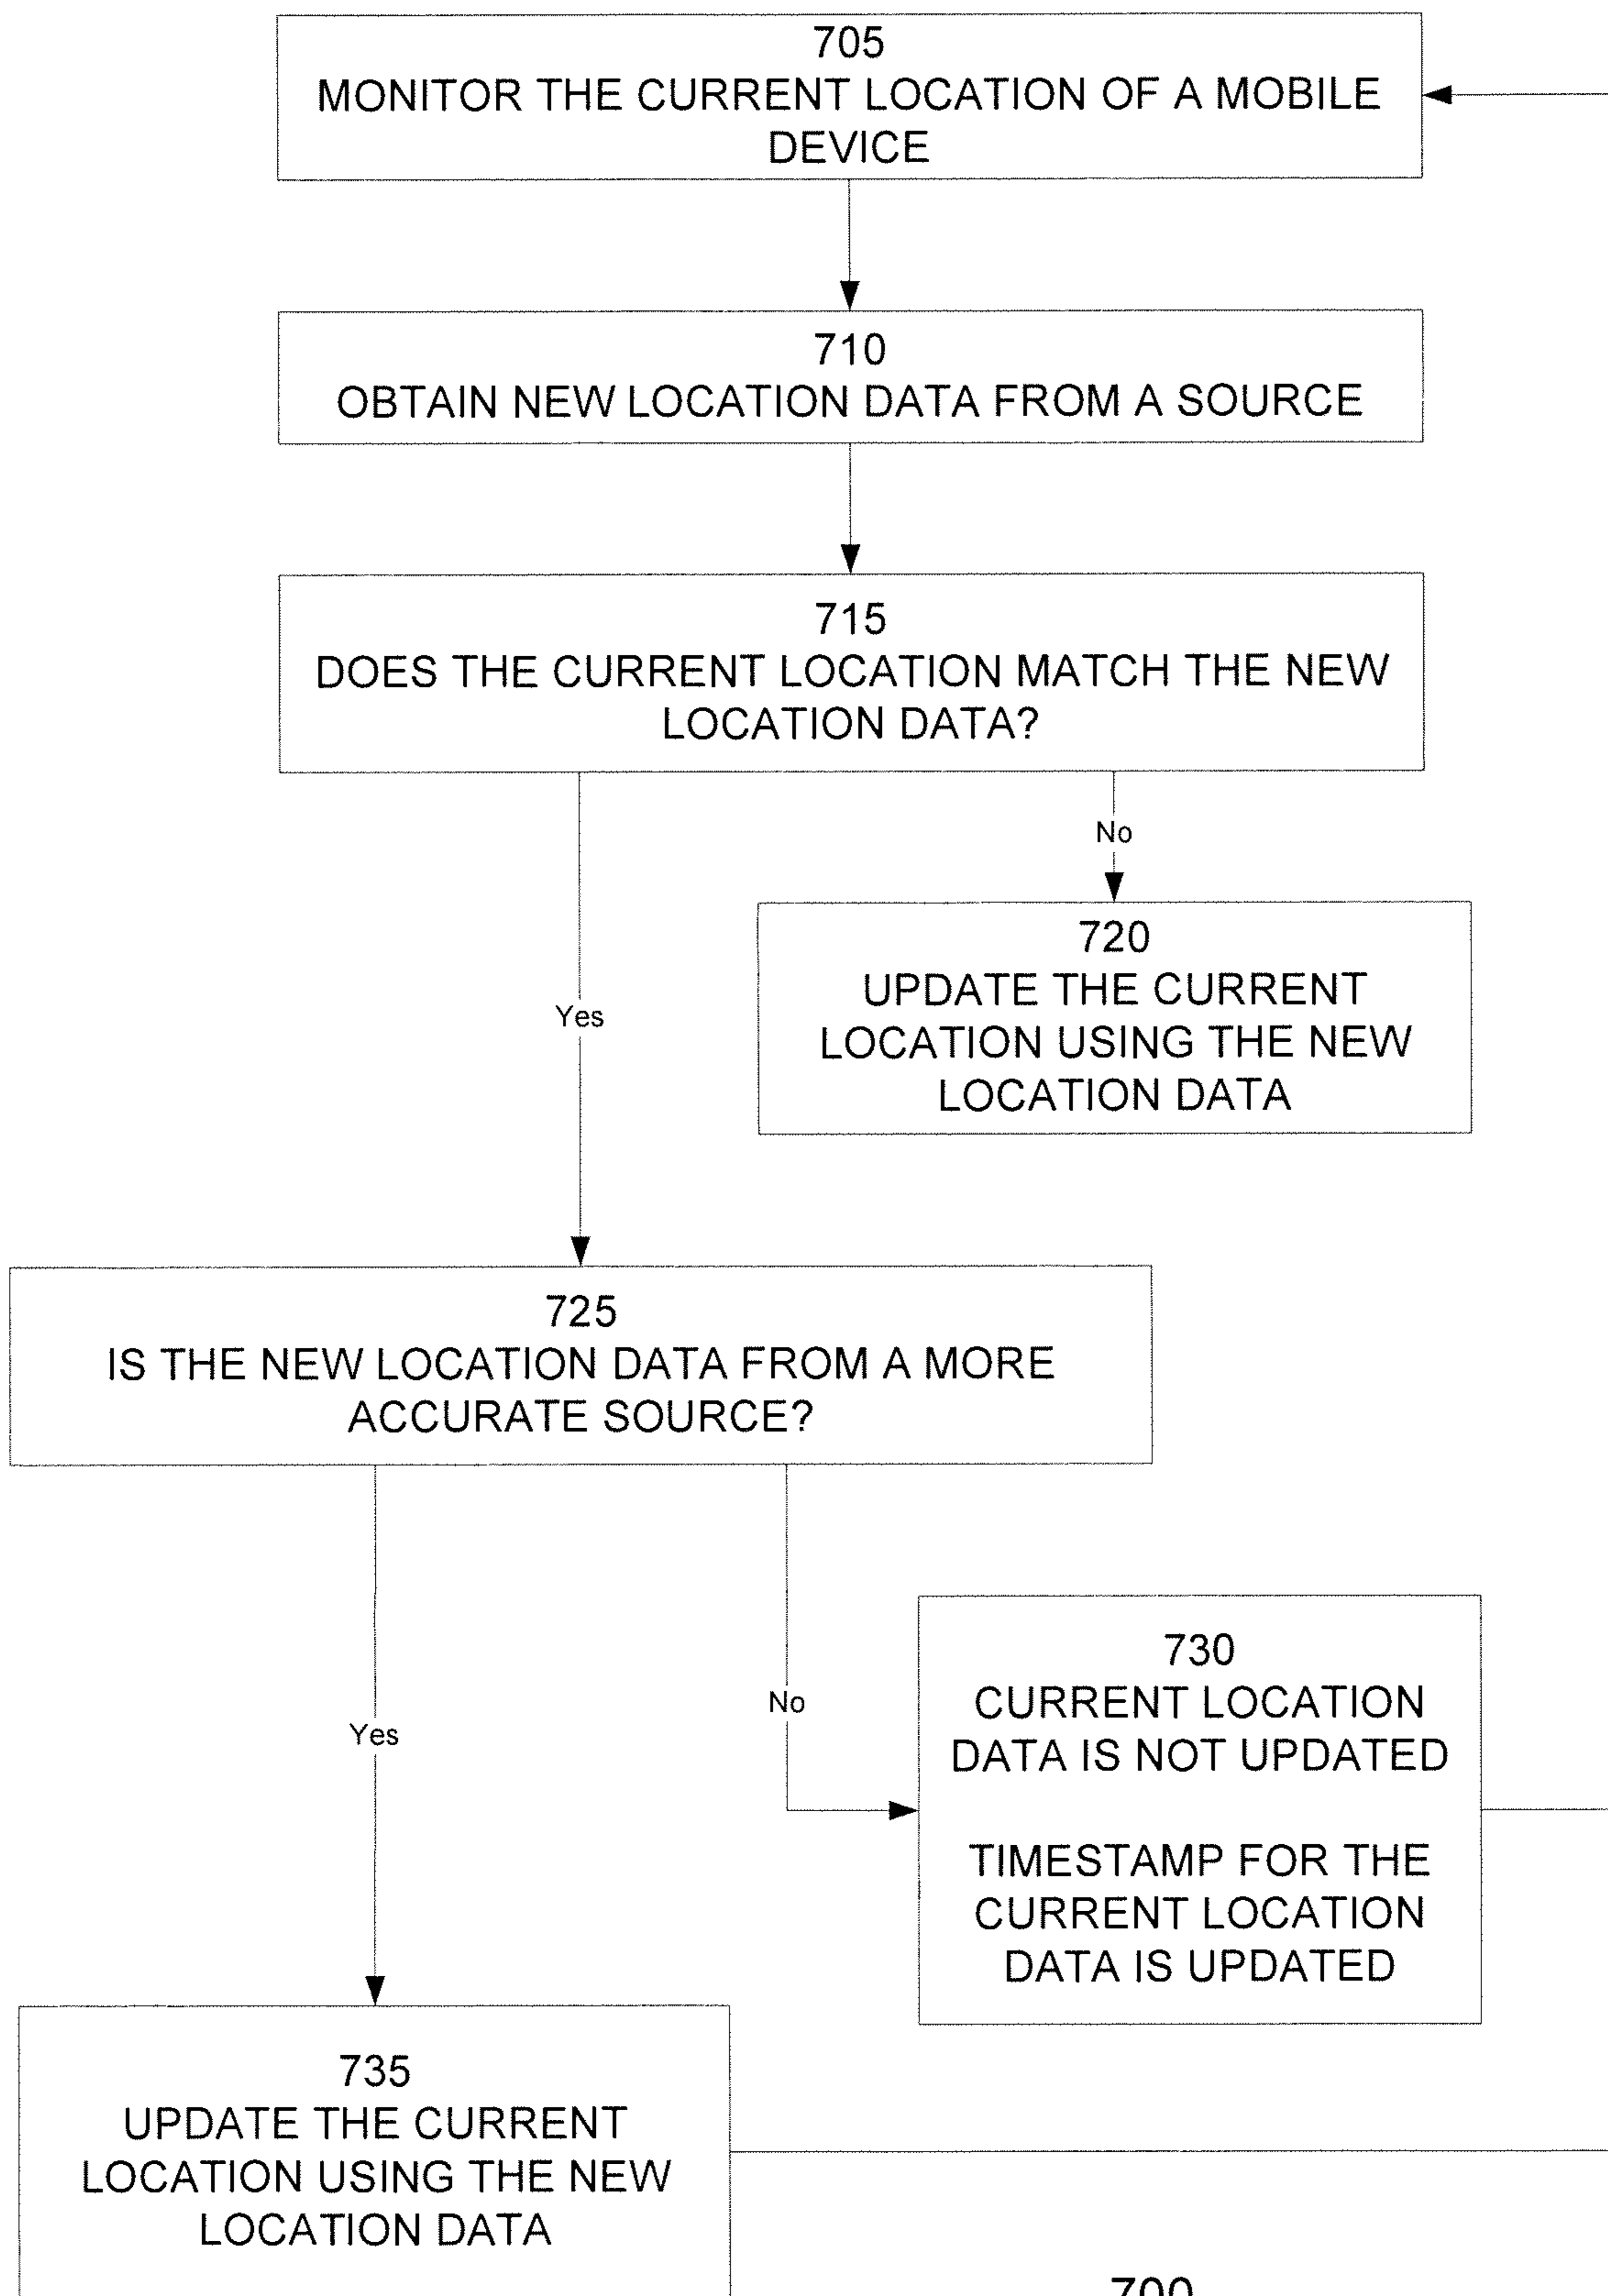 705
MONITOR THE CURRENT LOCATION OF A MOBILE
DEVICE
710
OBTAIN NEW LOCATION DATA FROM A SOURCE
715
DOES THE CURRENT LOCATION MATCH THE NEW
LOCATION DATA?
No
720
UPDATE THE CURRENT
LOCATION USING THE NEW
LOCATION DATA
Yes
725
IS THE NEW LOCATION DATA FROM A MORE
ACCURATE SOURCE?
No
730
CURRENT LOCATION
DATA IS NOT UPDATED
TIMESTAMP FOR THE
CURRENT LOCATION
DATA IS UPDATED
Yes
735
UPDATE THE CURRENT
LOCATION USING THE NEW
LOCATION DATA